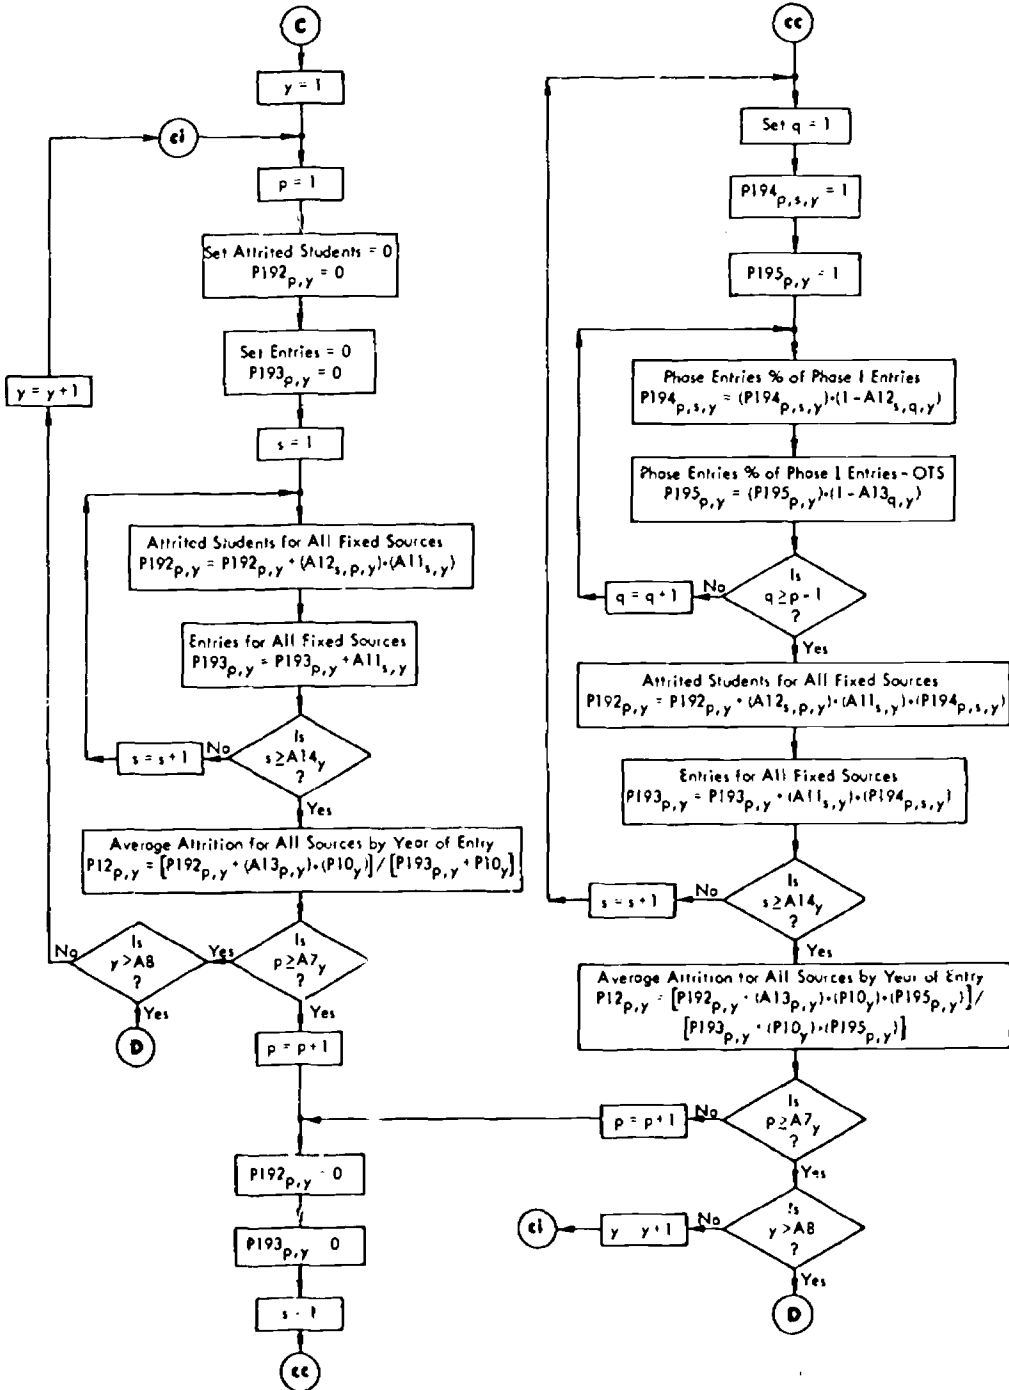 C
y = 1
ci
p = 1
Set Attrited Students = 0
P192p,y = 0
Set Entries = 0
P193p,y = 0
y = y+1
s = 1
Attrited Students for All Fixed Sources
P192p,y = P192p,y + (A12s,p,y)•(A11s,y)
Entries for All Fixed Sources
P193p,y = P193p,y + A11s,y
Is
s ≥ A14y
?
No
s = s+1
Yes
Average Attrition for All Sources by Year of Entry
P12p,y = [P192p,y + (A13p,y)•(P10y)] / [P193p,y + P10y]
Is
p ≥ A7y
?
Yes
Is
y > A8
?
No
Yes
D
Yes
p = p+1
P192p,y 0
P193p,y 0
s - 1
cc
cc
Set q = 1
P194p,s,y = 1
P195p,y = 1
Phase Entries % of Phase I Entries
P194p,s,y = (P194p,s,y)•(1 - A12s,q,y)
Phase Entries % of Phase I Entries - OTS
P195p,y = (P195p,y)•(1 - A13q,y)
Is
q ≥ p - 1
?
No
q = q+1
Yes
Attrited Students for All Fixed Sources
P192p,y = P192p,y + (A12s,p,y)•(A11s,y)•(P194p,s,y)
Entries for All Fixed Sources
P193p,y = P193p,y + (A11s,y)•(P194p,s,y)
Is
s ≥ A14y
?
No
s = s+1
Yes
Average Attrition for All Sources by Year of Entry
P12p,y = [P192p,y + (A13p,y)•(P10y)•(P195p,y)] /
[P193p,y + (P10y)•(P195p,y)]
Is
p ≥ A7y
?
No
p = p+1
Yes
Is
y > A8
?
No
y y+1
ci
Yes
D